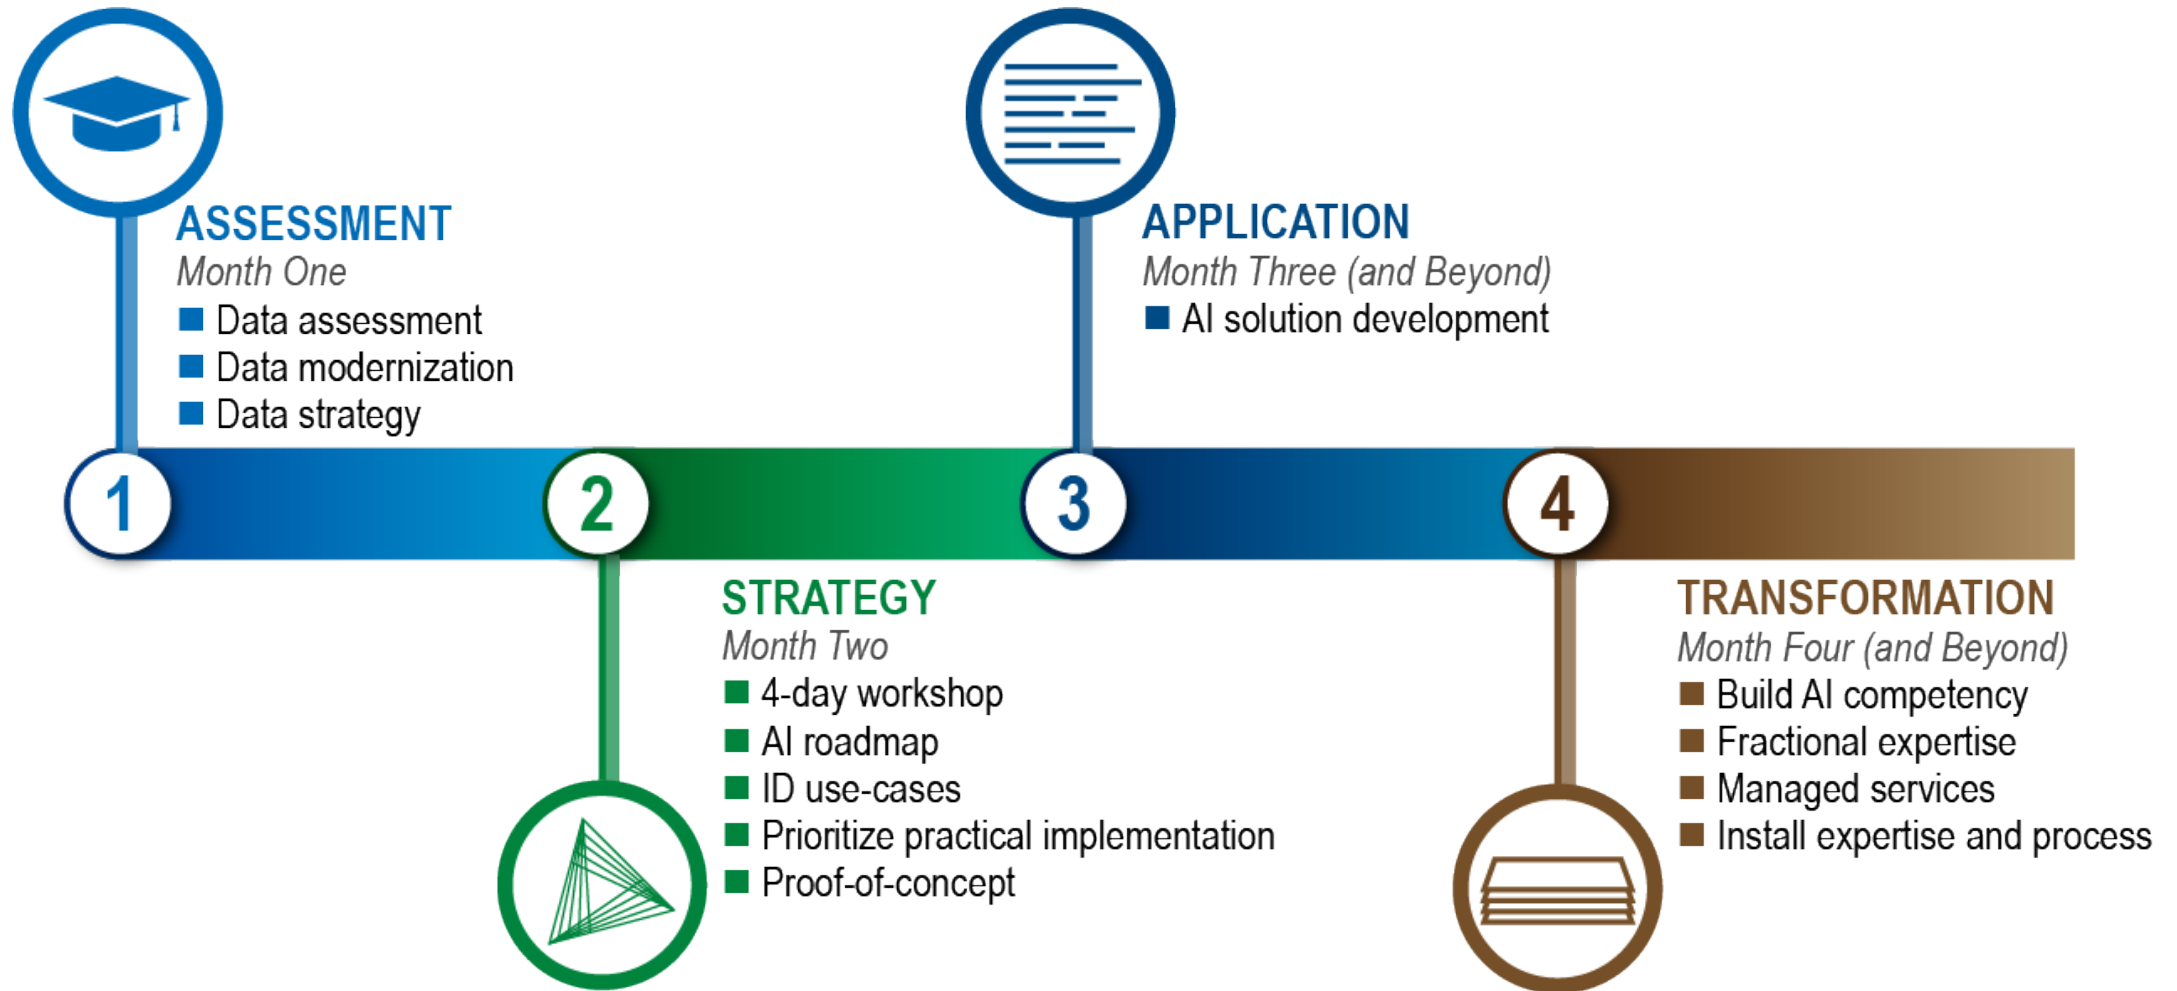 ASSESSMENT
Month One
Data assessment
Data modernization
Data strategy
APPLICATION
Month Three (and Beyond)
AI solution development
1
2
3
4
STRATEGY
Month Two
4-day workshop
AI roadmap
ID use-cases
Prioritize practical implementation
Proof-of-concept
TRANSFORMATION
Month Four (and Beyond)
Build AI competency
Fractional expertise
Managed services
Install expertise and process